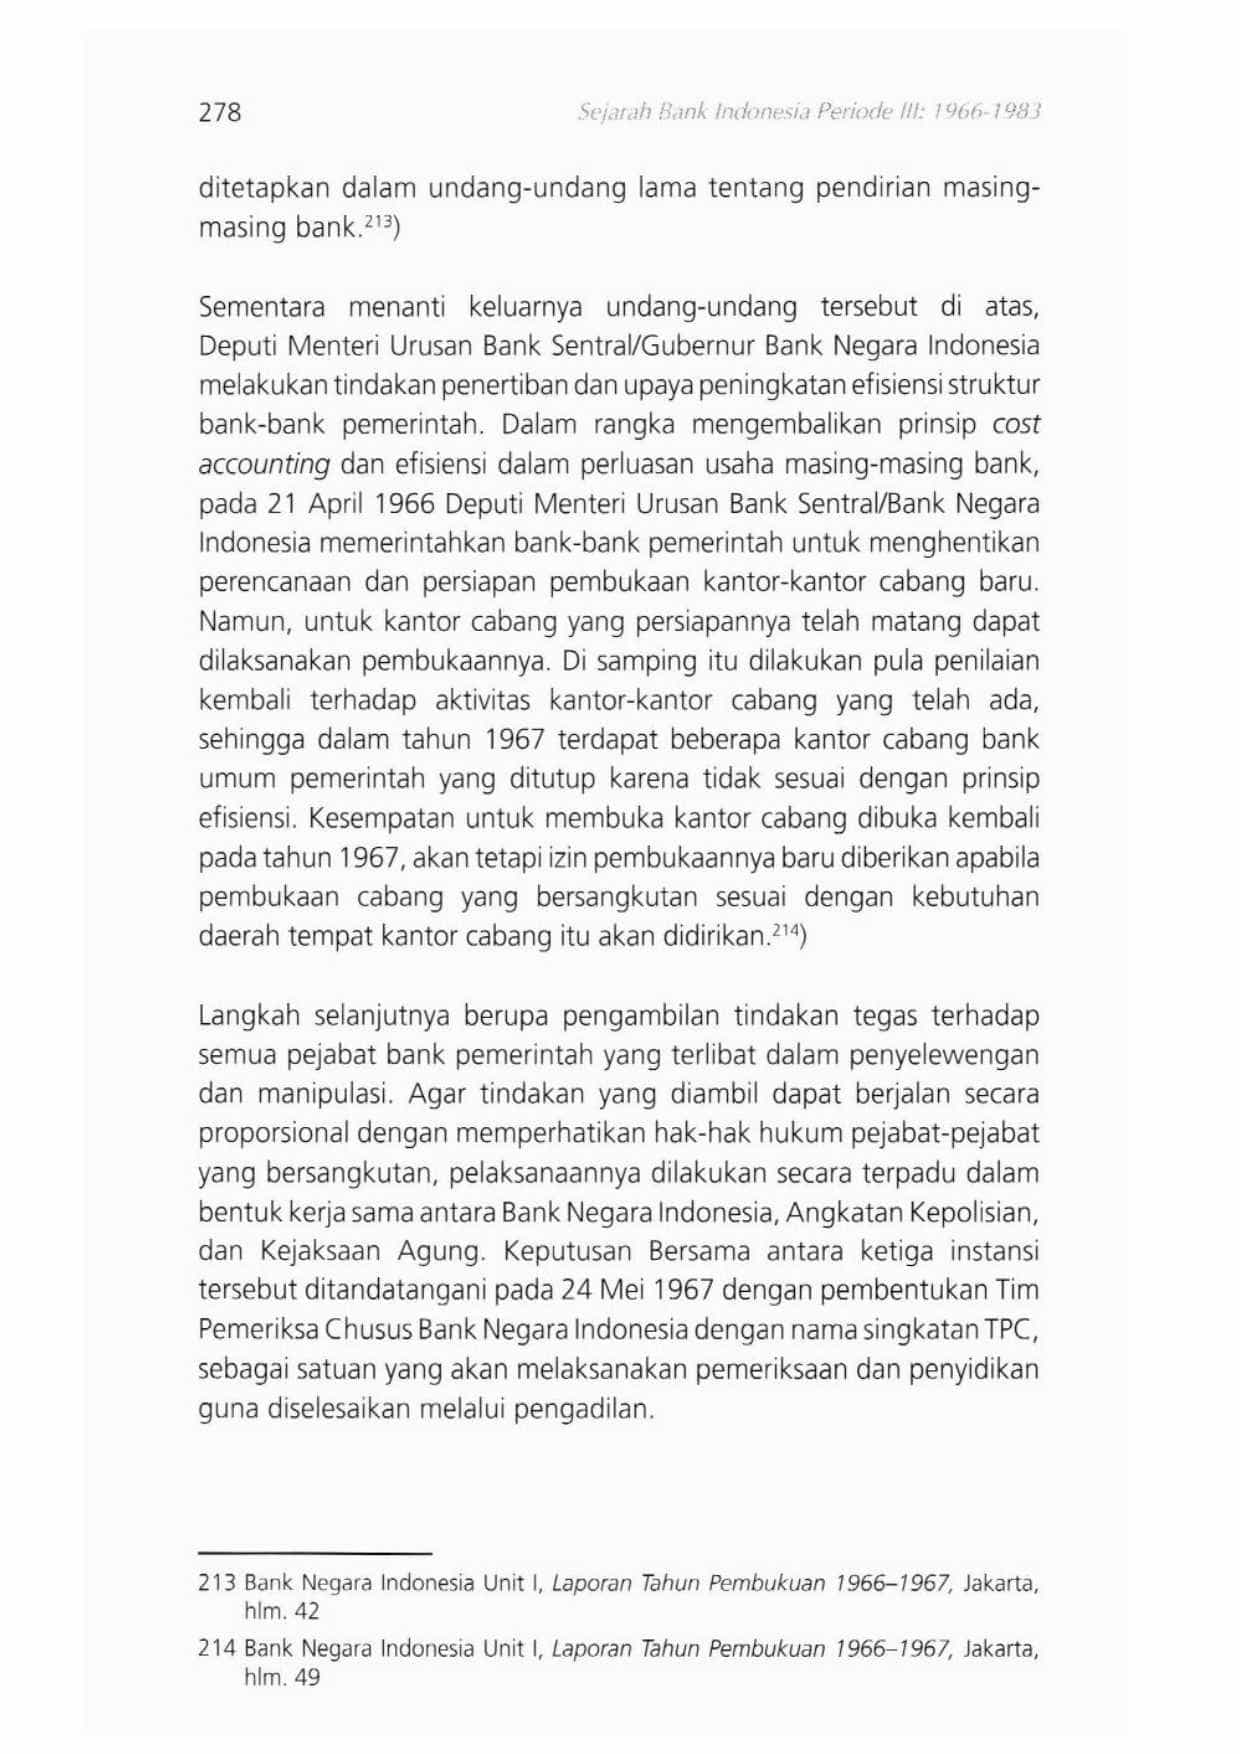 278
Sejarah Bank Indonesia Periode III: 1966-1983
ditetapkan dalam undang-undang lama tentang pendirian masing-
masing bank.213)
Sementara menanti keluarnya undang-undang tersebut di atas,
Deputi Menteri Urusan Bank Sentral/Gubernur Bank Negara Indonesia
melakukan tindakan penertiban dan upaya peningkatan efisiensi struktur
bank-bank pemerintah. Dalam rangka mengembalikan prinsip cost
accounting dan efisiensi dalam perluasan usaha masing-masing bank,
pada 21 April 1966 Deputi Menteri Urusan Bank Sentral/Bank Negara
Indonesia memerintahkan bank-bank pemerintah untuk menghentikan
perencanaan dan persiapan pembukaan kantor-kantor cabang baru.
Namun, untuk kantor cabang yang persiapannya telah matang dapat
dilaksanakan pembukaannya. Di samping itu dilakukan pula penilaian
kembali terhadap aktivitas kantor-kantor cabang yang telah ada,
sehingga dalam tahun 1967 terdapat beberapa kantor cabang bank
umum pemerintah yang ditutup karena tidak sesuai dengan prinsip
efisiensi. Kesempatan untuk membuka kantor cabang dibuka kembali
pada tahun 1967, akan tetapi izin pembukaannya baru diberikan apabila
pembukaan cabang yang bersangkutan sesuai dengan kebutuhan
daerah tempat kantor cabang itu akan didirikan.214)
Langkah selanjutnya berupa pengambilan tindakan tegas terhadap
semua pejabat bank pemerintah yang terlibat dalam penyelewengan
dan manipulasi. Agar tindakan yang diambil dapat berjalan secara
proporsional dengan memperhatikan hak-hak hukum pejabat-pejabat
yang bersangkutan, pelaksanaannya dilakukan secara terpadu dalam
bentuk kerja sama antara Bank Negara Indonesia, Angkatan Kepolisian,
dan Kejaksaan Agung. Keputusan Bersama antara ketiga instansi
tersebut ditandatangani pada 24 Mei 1967 dengan pembentukan Tim
Pemeriksa Chusus Bank Negara Indonesia dengan nama singkatan TPC,
sebagai satuan yang akan melaksanakan pemeriksaan dan penyidikan
guna diselesaikan melalui pengadilan.
213 Bank Negara Indonesia Unit I, Laporan Tahun Pembukuan 1966–1967, Jakarta,
hlm. 42
214 Bank Negara Indonesia Unit I, Laporan Tahun Pembukuan 1966–1967, Jakarta,
hlm. 49